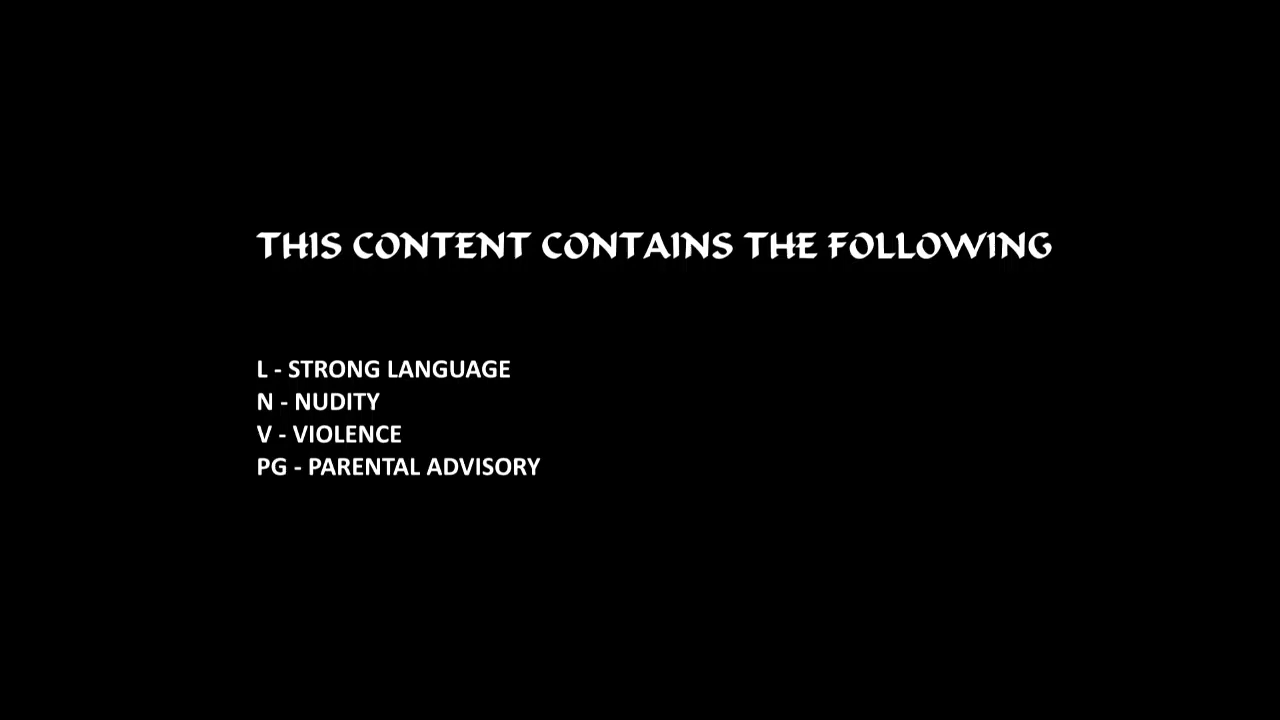 THIS CONTENT CONTAINS THE FOLLOWING
L - STRONG LANGUAGE
N - NUDITY
V - VIOLENCE
PG - PARENTAL ADVISORY